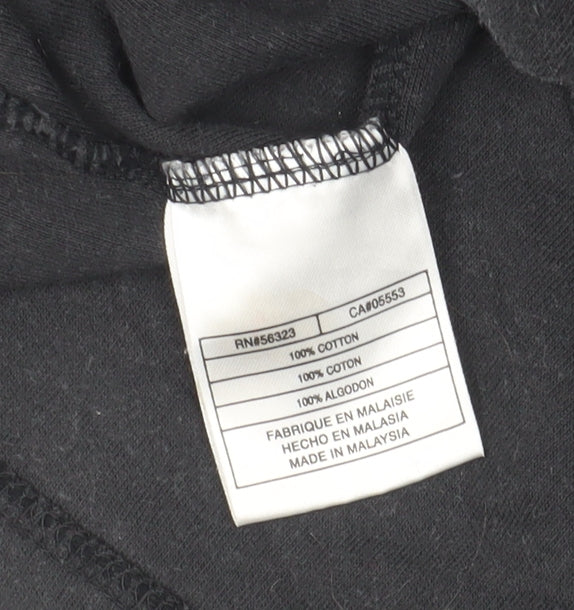 RN#56323 CA#05553
100% COTTON
100% COTON
100% ALGODON
FABRIQUE EN MALAISIE
HECHO EN MALASIA
MADE IN MALAYSIA